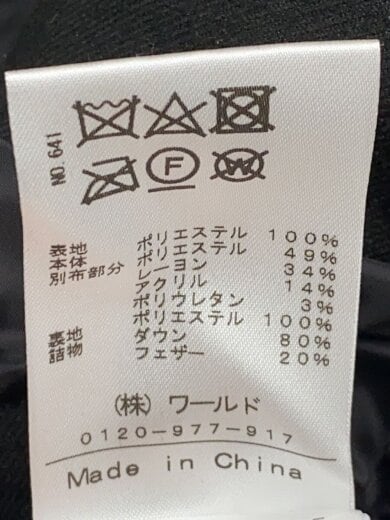 NO.641
F W
表地 ポリエステル 100%
本体 ポリエステル 49%
別布部分 レーヨン 34%
アクリル 14%
ポリウレタン 3%
裏地 ポリエステル 100%
詰物 ダウン 80%
フェザー 20%
(株) ワールド
0120-977-917
Made in China